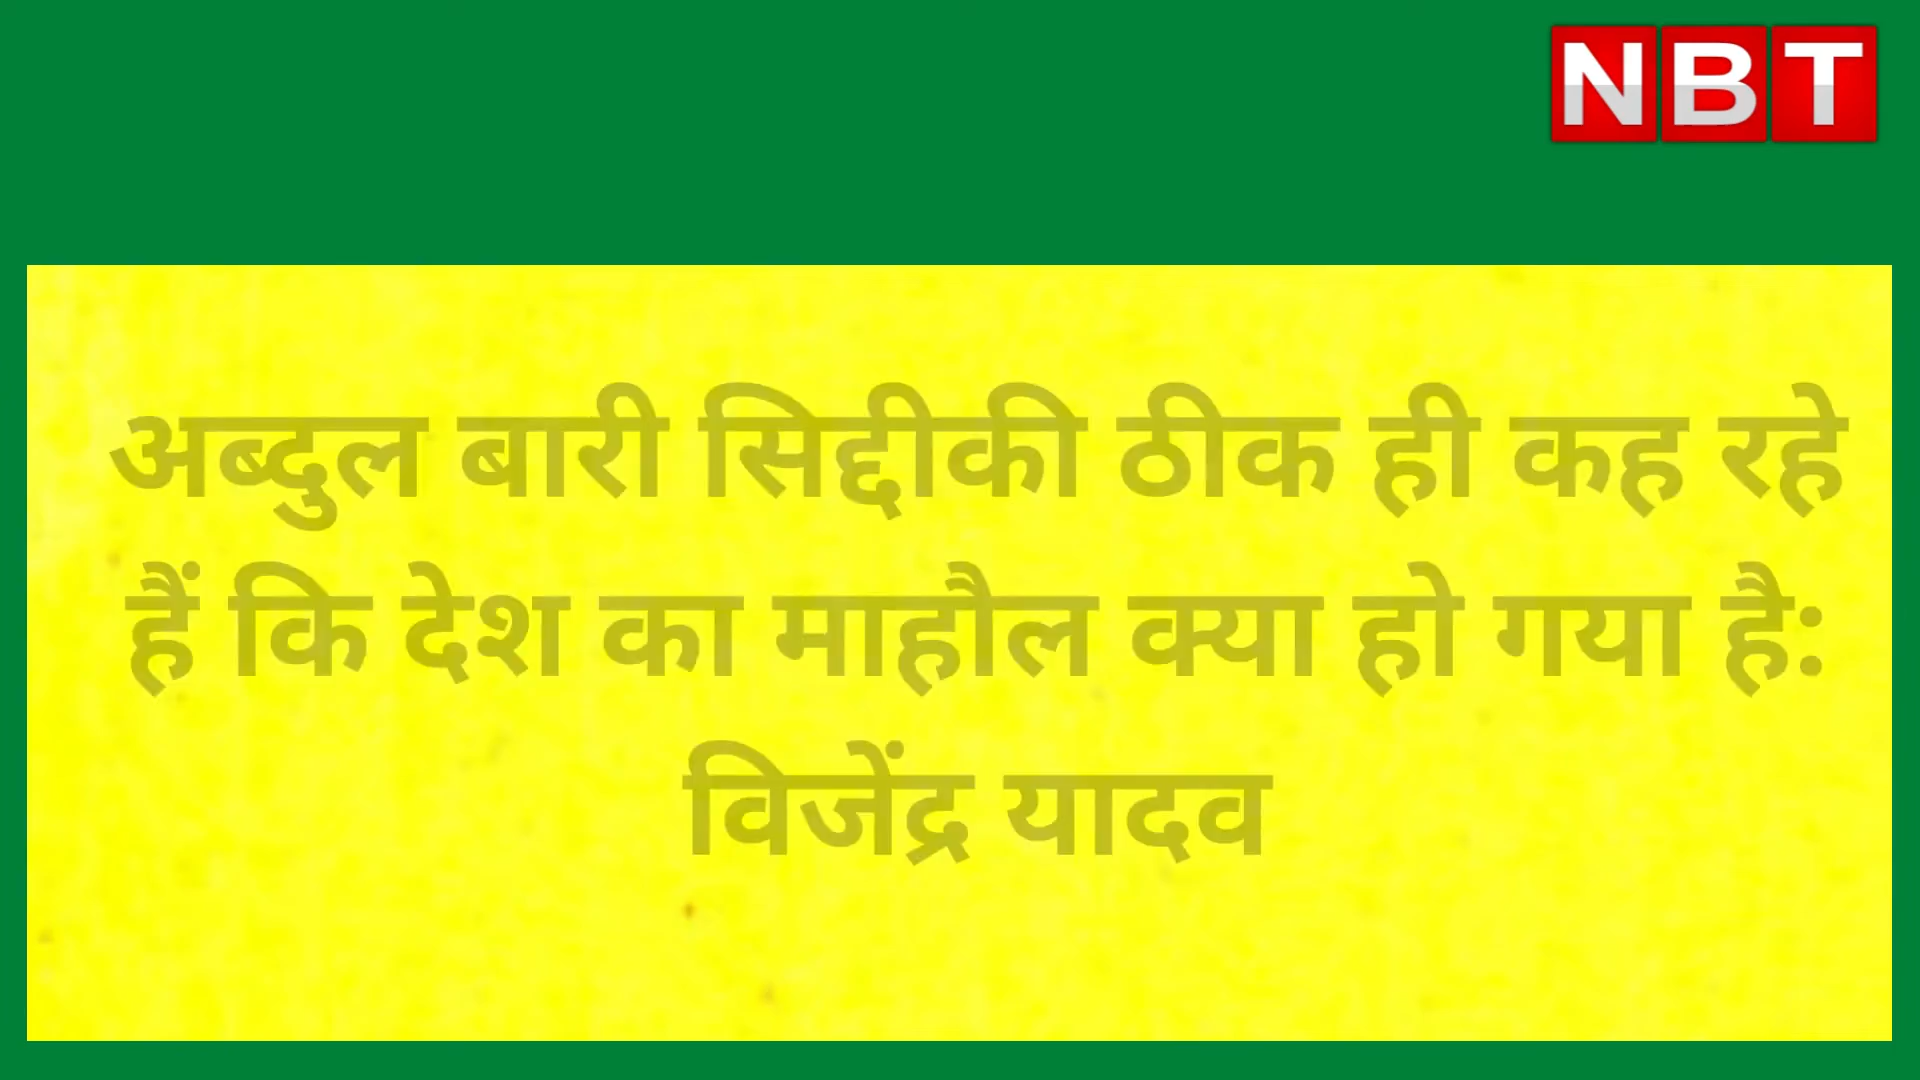 NBT
अब्दुल बारी सिद्दीकी ठीक ही कह रहे
हैं कि देश का माहौल क्या हो गया है:
विजेंद्र यादव